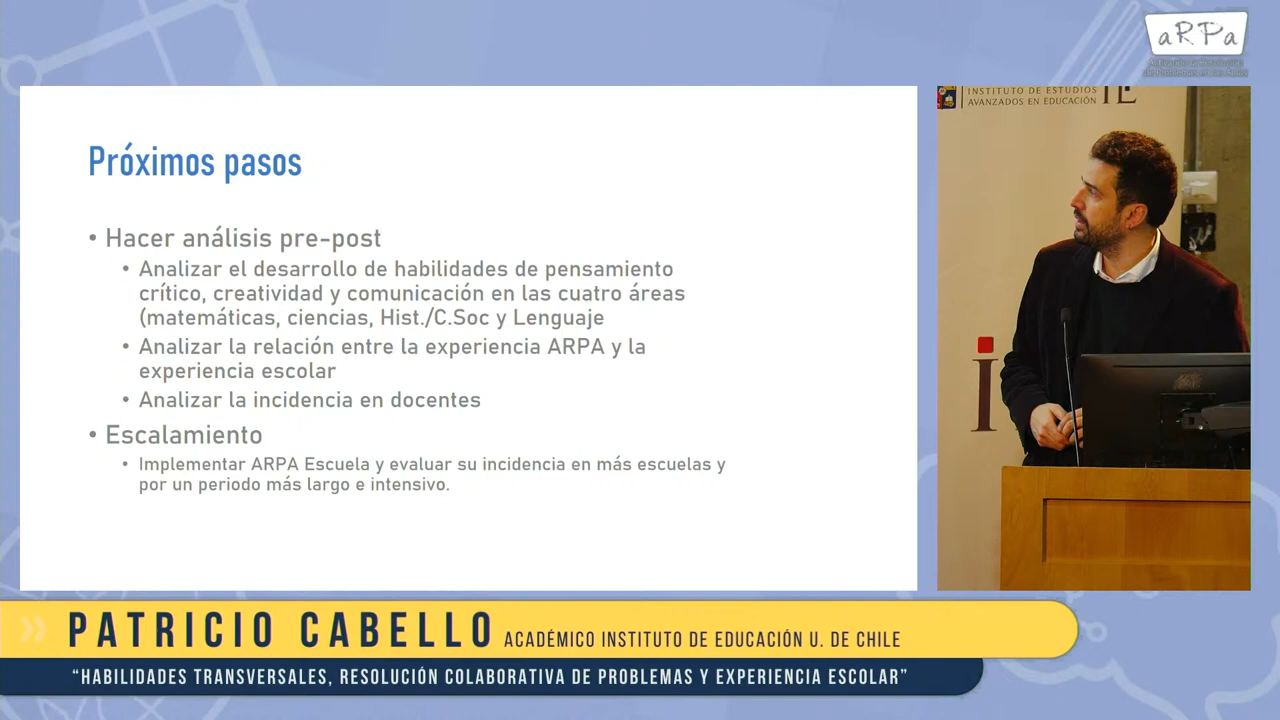 aRPa
Próximos pasos
• Hacer análisis pre-post
• Analizar el desarrollo de habilidades de pensamiento
crítico, creatividad y comunicación en las cuatro áreas
(matemáticas, ciencias, Hist./C.Soc y Lenguaje
• Analizar la relación entre la experiencia ARPA y la
experiencia escolar
• Analizar la incidencia en docentes
• Escalamiento
• Implementar ARPA Escuela y evaluar su incidencia en más escuelas y
por un periodo más largo e intensivo.
INSTITUTO DE ESTUDIOS
AVANZADOS EN EDUCACIÓN
IE
i
PATRICIO CABELLO ACADÉMICO INSTITUTO DE EDUCACIÓN U. DE CHILE
“HABILIDADES TRANSVERSALES, RESOLUCIÓN COLABORATIVA DE PROBLEMAS Y EXPERIENCIA ESCOLAR”